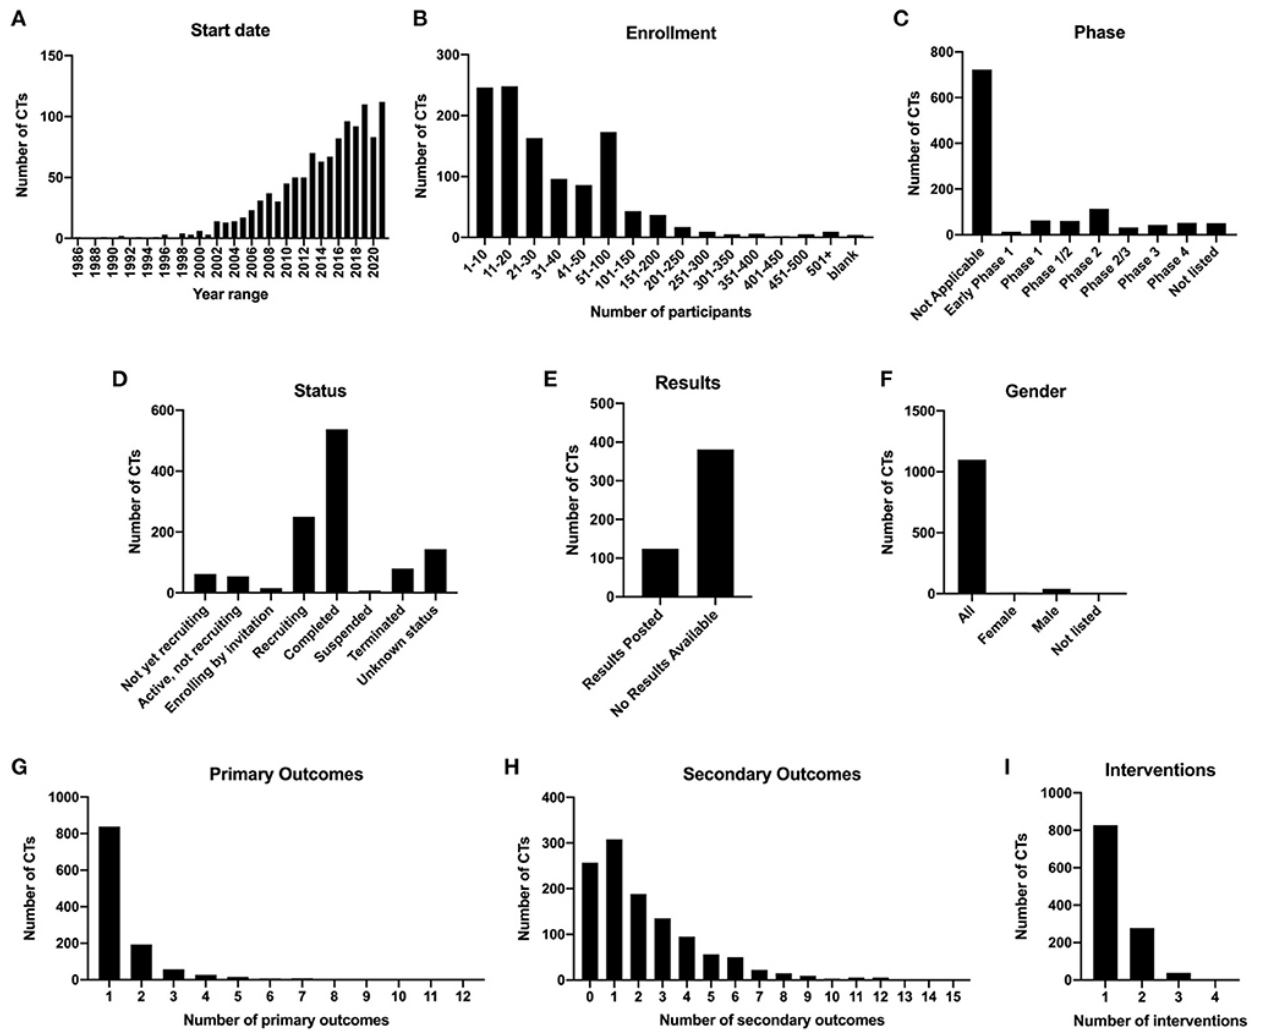 A
Start date
Number of CTs
150
100
50
0
1986
1988
1990
1992
1994
1996
1998
2000
2002
2004
2006
2008
2010
2012
2014
2016
2018
2020
Year range
B
Enrollment
Number of CTs
300
200
100
0
1-10
11-20
21-30
31-40
41-50
51-100
101-150
151-200
201-250
251-300
301-350
351-400
401-450
451-500
501+
blank
Number of participants
C
Phase
Number of CTs
800
600
400
200
0
Not Applicable
Early Phase 1
Phase 1
Phase 1/2
Phase 2
Phase 2/3
Phase 3
Phase 4
Not listed
D
Status
Number of CTs
600
400
200
0
Not yet recruiting
Active, not recruiting
Enrolling by invitation
Recruiting
Completed
Suspended
Terminated
Unknown status
E
Results
Number of CTs
500
400
300
200
100
0
Results Posted
No Results Available
F
Gender
Number of CTs
1500
1000
500
0
All
Female
Male
Not listed
G
Primary Outcomes
Number of CTs
1000
800
600
400
200
0
1 2 3 4 5 6 7 8 9 10 11 12
Number of primary outcomes
H
Secondary Outcomes
Number of CTs
400
300
200
100
0
0 1 2 3 4 5 6 7 8 9 10 11 12 13 14 15
Number of secondary outcomes
I
Interventions
Number of CTs
1000
800
600
400
200
0
1 2 3 4
Number of interventions